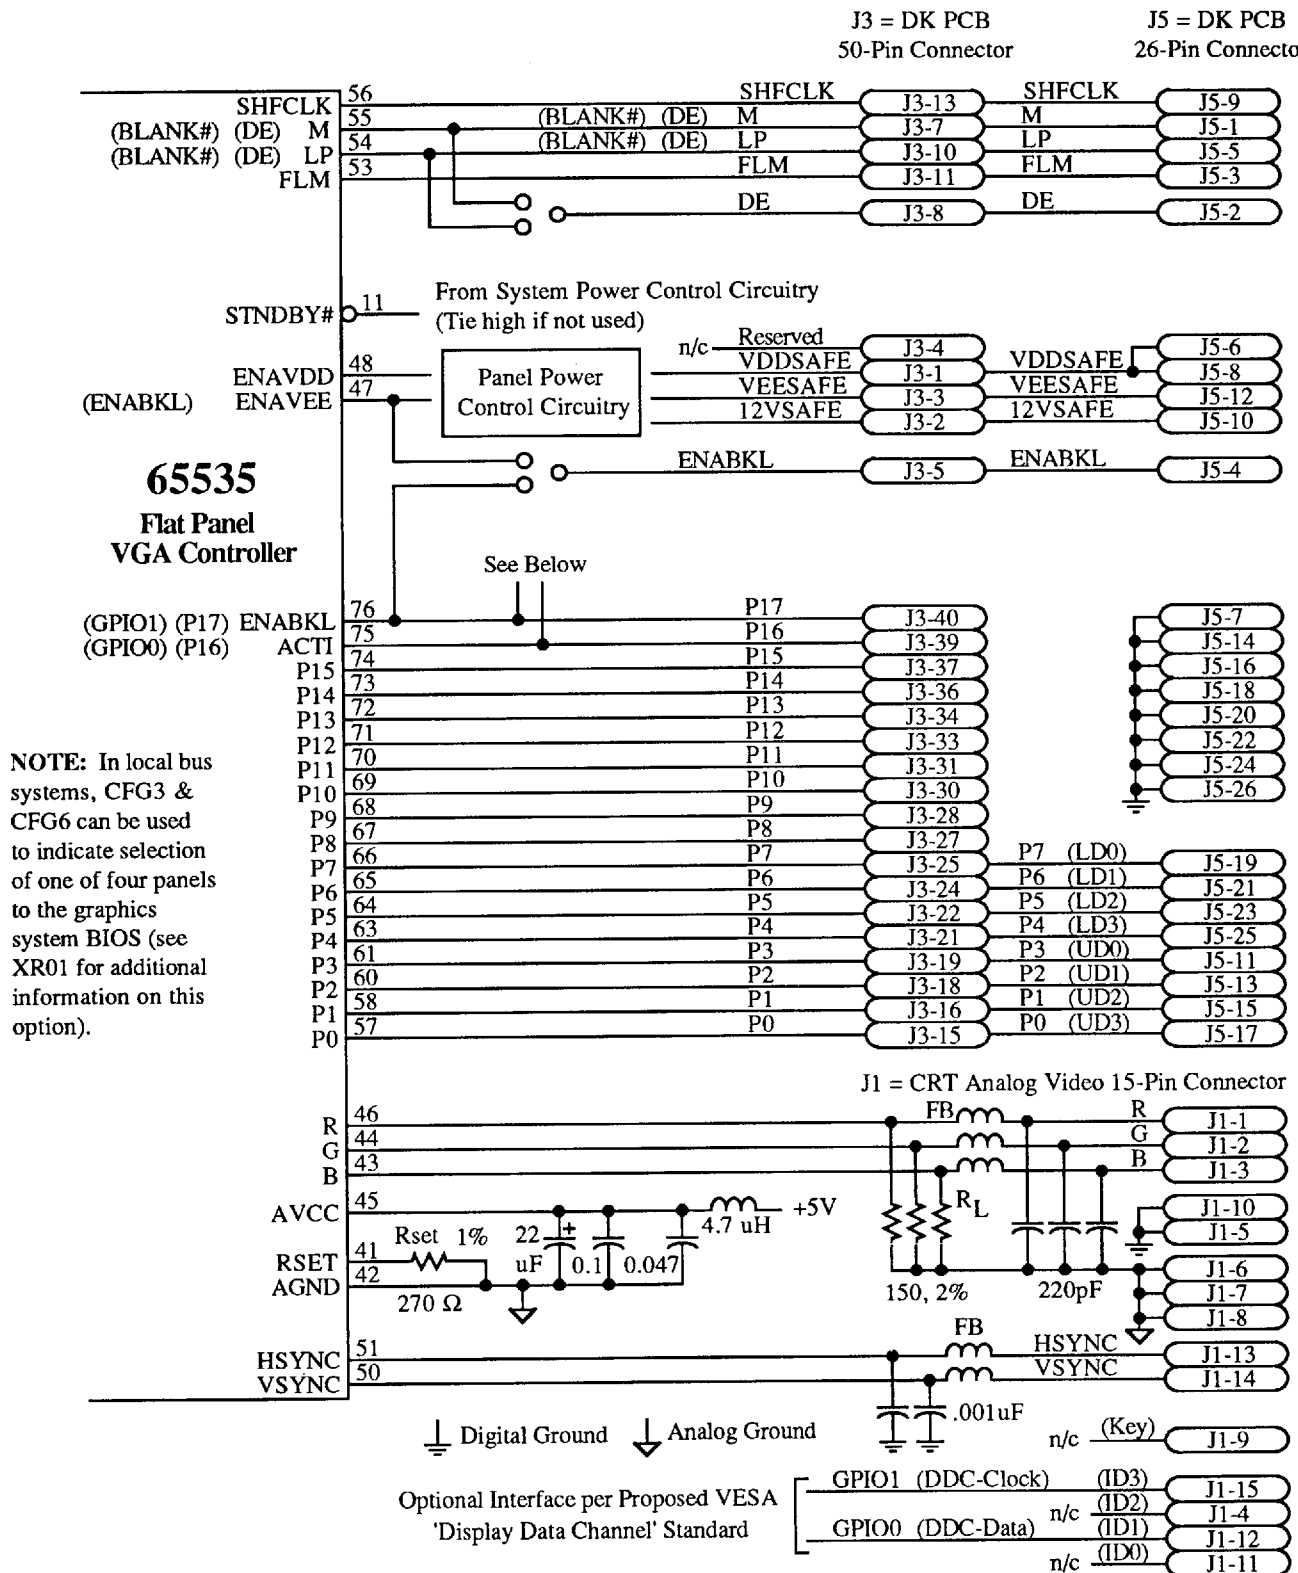 J3 = DK PCB J5 = DK PCB
50-Pin Connector 26-Pin Connecto
SHFCLK 56 SHFCLK J3-13 SHFCLK J5-9
(BLANK#) (DE) M 55 (BLANK#) (DE) M J3-7 M J5-1
(BLANK#) (DE) LP 54 (BLANK#) (DE) LP J3-10 LP J5-5
FLM 53 FLM J3-11 FLM J5-3
DE J3-8 DE J5-2
From System Power Control Circuitry
STNDBY# 11 (Tie high if not used)
n/c Reserved J3-4 J5-6
ENAVDD 48 Panel Power VDDSAFE J3-1 VDDSAFE J5-8
(ENABKL) ENAVEE 47 Control Circuitry VEESAFE J3-3 VEESAFE J5-12
12VSAFE J3-2 12VSAFE J5-10
ENABKL J3-5 ENABKL J5-4
65535
Flat Panel
VGA Controller
See Below
(GPIO1) (P17) ENABKL 76 P17 J3-40 J5-7
(GPIO0) (P16) ACTI 75 P16 J3-39 J5-14
P15 74 P15 J3-37 J5-16
P14 73 P14 J3-36 J5-18
P13 72 P13 J3-34 J5-20
P12 71 P12 J3-33 J5-22
P11 70 P11 J3-31 J5-24
P10 69 P10 J3-30 J5-26
P9 68 P9 J3-28
P8 67 P8 J3-27
P7 66 P7 J3-25 P7 (LD0) J5-19
P6 65 P6 J3-24 P6 (LD1) J5-21
P5 64 P5 J3-22 P5 (LD2) J5-23
P4 63 P4 J3-21 P4 (LD3) J5-25
P3 61 P3 J3-19 P3 (UD0) J5-11
P2 60 P2 J3-18 P2 (UD1) J5-13
P1 58 P1 J3-16 P1 (UD2) J5-15
P0 57 P0 J3-15 P0 (UD3) J5-17
NOTE: In local bus
systems, CFG3 &
CFG6 can be used
to indicate selection
of one of four panels
to the graphics
system BIOS (see
XR01 for additional
information on this
option).
J1 = CRT Analog Video 15-Pin Connector
R 46 FB R J1-1
G 44 G J1-2
B 43 B J1-3
AVCC 45 4.7 uH +5V RL J1-10
J1-5
RSET 41 Rset 1% 22 uF 0.1 0.047 J1-6
AGND 42 270 Ω 150, 2% 220pF J1-7
J1-8
FB
HSYNC 51 HSYNC J1-13
VSYNC 50 VSYNC J1-14
.001uF
Digital Ground Analog Ground
n/c (Key) J1-9
Optional Interface per Proposed VESA
'Display Data Channel' Standard
GPIO1 (DDC-Clock) (ID3) J1-15
n/c (ID2) J1-4
GPIO0 (DDC-Data) (ID1) J1-12
n/c (ID0) J1-11